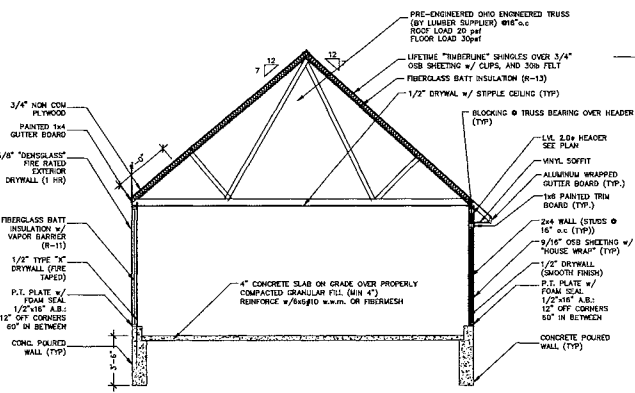 PRE-ENGINEERED OHIO ENGINEERED TRUSS
(BY LUMBER SUPPLIER) @16"o.c
ROOF LOAD 20 psf
FLOOR LOAD 30psf
12
7
12
LIFETIME "TIMBERLINE" SHINGLES OVER 3/4"
OSB SHEETING w/ CLIPS, AND 30lb FELT
FIBERGLASS BATT INSULATION (R-13)
1/2" DRYWAL w/ STIPPLE CEILING (TYP)
BLOCKING @ TRUSS BEARING OVER HEADER
(TYP)
LVL 2.0e HEADER
SEE PLAN
VINYL SOFFIT
ALUMINUM WRAPPED
GUTTER BOARD (TYP.)
1x6 PAINTED TRIM
BOARD (TYP.)
2x4 WALL (STUDS @
16" o.c (TYP))
9/16" OSB SHEETING w/
"HOUSE WRAP" (TYP)
1/2" DRYWALL
(SMOOTH FINISH)
P.T. PLATE w/
FOAM SEAL
1/2"x16" A.B.:
12" OFF CORNERS
60" IN BETWEEN
CONCRETE POURED
WALL (TYP)
3/4" NON COM
PLYWOOD
PAINTED 1x4
GUTTER BOARD
5/8" "DENSGLASS"
FIRE RATED
EXTERIOR
DRYWALL (1 HR)
FIBERGLASS BATT
INSULATION w/
VAPOR BARRIER
(R-11)
1/2" TYPE "X"
DRYWALL (FIRE
TAPED)
P.T. PLATE w/
FOAM SEAL
1/2"x16" A.B.:
12" OFF CORNERS
60" IN BETWEEN
CONC. POURED
WALL (TYP)
4" CONCRETE SLAB ON GRADE OVER PROPERLY
COMPACTED GRANULAR FILL (MIN 4")
REINFORCE w/6x6#10 w.w.m. OR FIBERMESH
3'-6"